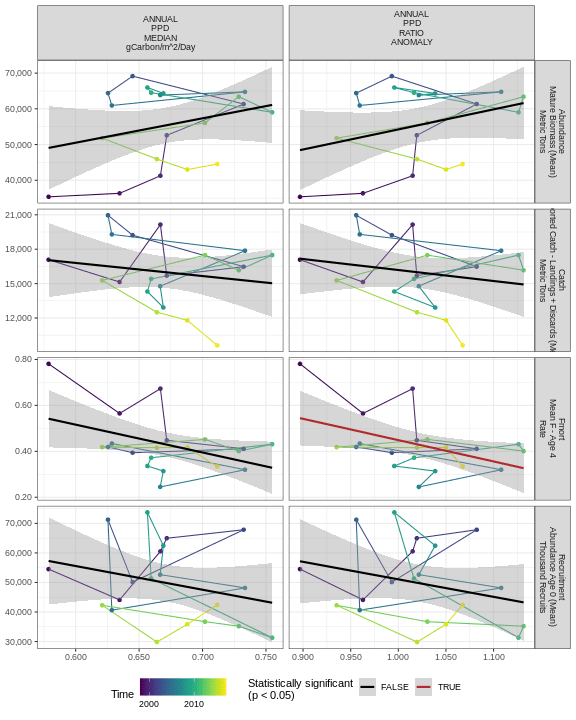 ANNUAL
PPD
MEDIAN
gCarbon/m^2/Day
ANNUAL
PPD
RATIO
ANOMALY
70,000
60,000
50,000
40,000
Abundance
Mature Biomass (Mean)
Metric Tons
21,000
18,000
15,000
12,000
Catch
Catch - Landings + Discards
Metric Tons
0.80
0.60
0.40
0.20
Fmort
Mean F - Age 4
Rate
70,000
60,000
50,000
40,000
30,000
Recruitment
Abundance Age 0 (Mean)
Thousand Recruits
0.600
0.650
0.700
0.750
0.900
0.950
1.000
1.050
1.100
Time
2000
2010
Statistically significant
(p < 0.05)
FALSE
TRUE